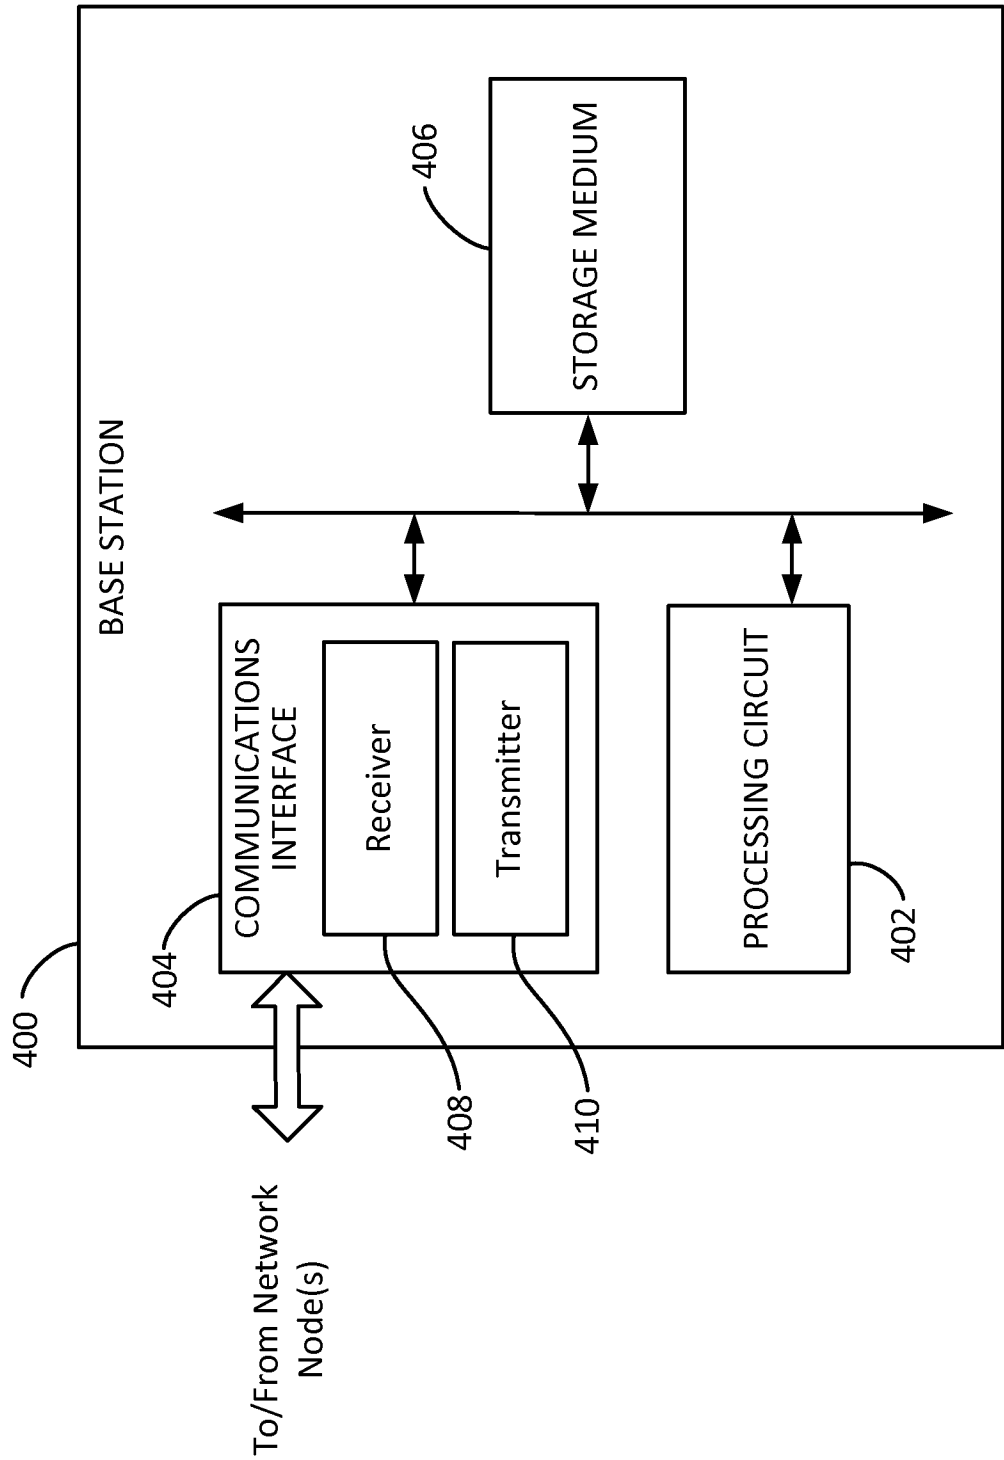 400
BASE STATION
404
COMMUNICATIONS
INTERFACE
Receiver
Transmitter
To/From Network
Node(s)
408
410
406
STORAGE MEDIUM
PROCESSING CIRCUIT
402